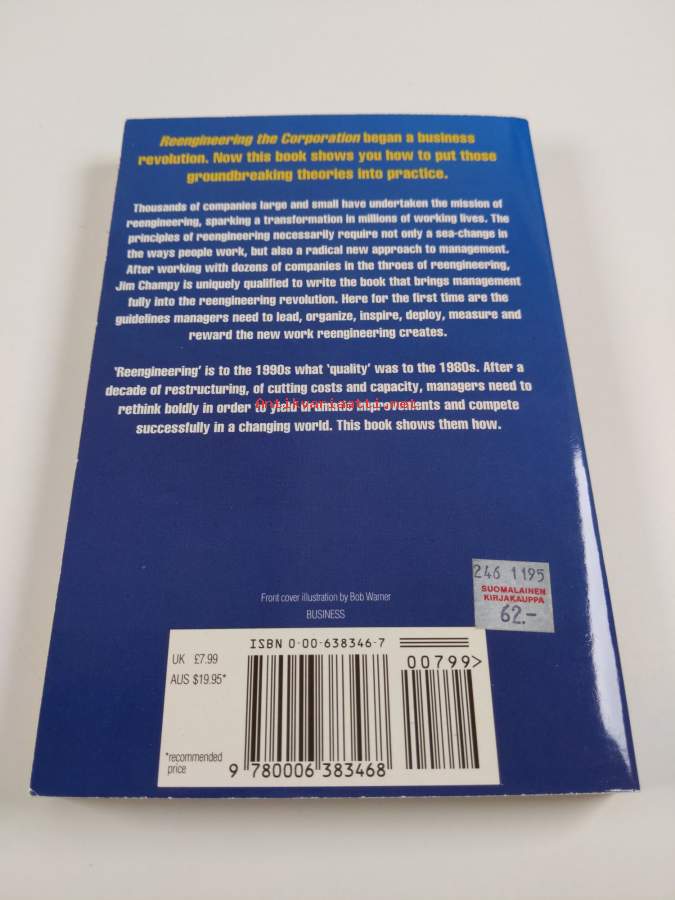 Reengineering the Corporation began a business
revolution. Now this book shows you how to put those
groundbreaking theories into practice.
Thousands of companies large and small have undertaken the mission of
reengineering, sparking a transformation in millions of working lives. The
principles of reengineering necessarily require not only a sea-change in
the ways people work, but also a radical new approach to management.
After working with dozens of companies in the throes of reengineering,
Jim Champy is uniquely qualified to write the book that brings management
fully into the reengineering revolution. Here for the first time are the
guidelines managers need to lead, organize, inspire, deploy, measure and
reward the new work reengineering creates.
'Reengineering' is to the 1990s what 'quality' was to the 1980s. After a
decade of restructuring, of cutting costs and capacity, managers need to
rethink boldly in order to yield dramatic improvements and compete
Antikvariaatti.net
successfully in a changing world. This book shows them how.
246 1195
SUOMALAINEN
KIRJAKAUPPA
62.-
Front cover illustration by Bob Warner
BUSINESS
ISBN 0-00-638346-7
UK £7.99
AUS $19.95*
00799>
*recommended
price
9 780006 383468